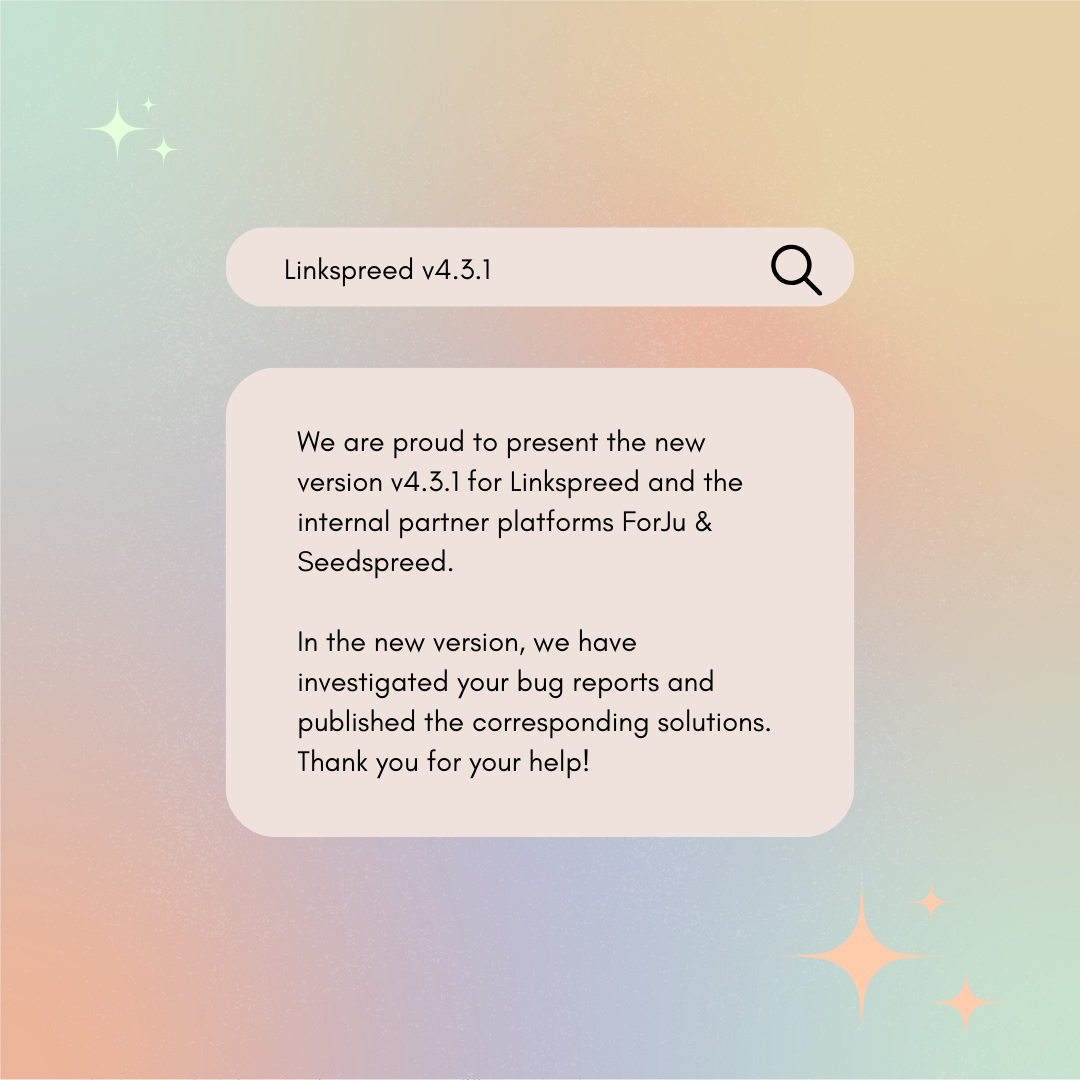 Linkspreed v4.3.1
We are proud to present the new
version v4.3.1 for Linkspreed and the
internal partner platforms ForJu &
Seedspreed.
In the new version, we have
investigated your bug reports and
published the corresponding solutions.
Thank you for your help!